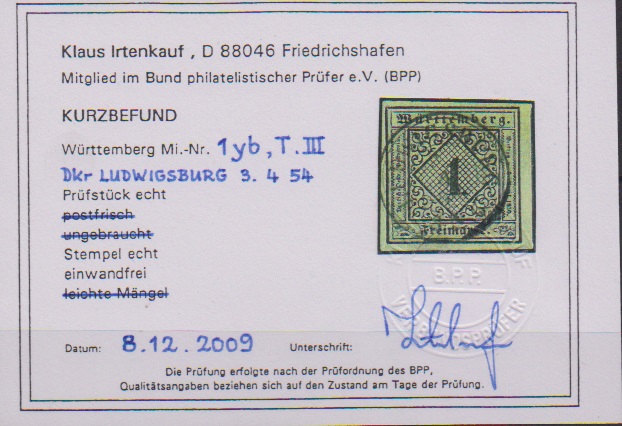 Klaus Irtenkauf , D 88046 Friedrichshafen
Mitglied im Bund philatelistischer Prüfer e.V. (BPP)
KURZBEFUND
Württemberg Mi.-Nr. 1yb, T. III
DKr LUDWIGSBURG 3. 4 54
Prüfstück echt
postfrisch
ungebraucht
Stempel echt
einwandfrei
leichte Mängel
Württemberg.
1
Freimarke.
B.P.P.
Datum: 8.12.2009 Unterschrift:
Die Prüfung erfolgte nach der Prüfordnung des BPP,
Qualitätsangaben beziehen sich auf den Zustand am Tage der Prüfung.